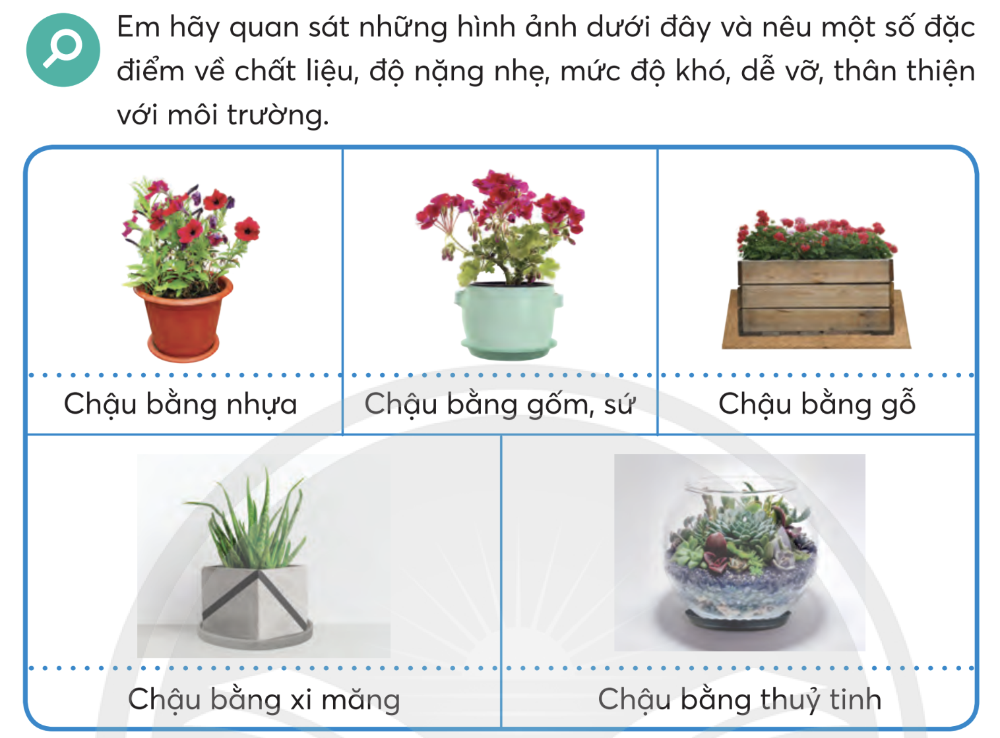 Em hãy quan sát những hình ảnh dưới đây và nêu một số đặc
điểm về chất liệu, độ nặng nhẹ, mức độ khó, dễ vỡ, thân thiện
với môi trường.
Chậu bằng nhựa
Chậu bằng gốm, sứ
Chậu bằng gỗ
Chậu bằng xi măng
Chậu bằng thuỷ tinh